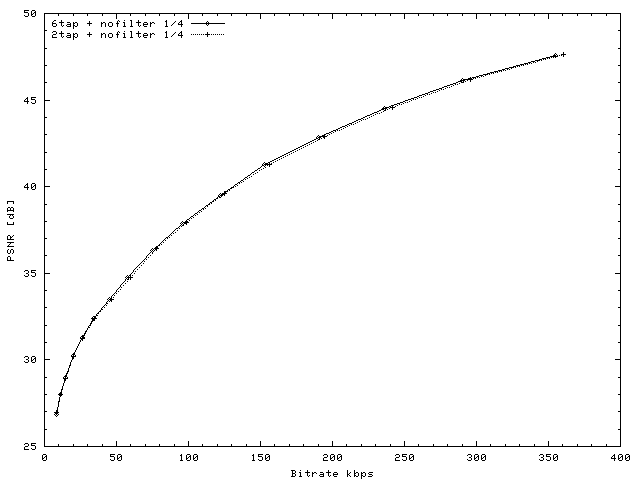 50
6tap + nofilter 1/4
2tap + nofilter 1/4
45
40
PSNR [dB]
35
30
25
0 50 100 150 200 250 300 350 400
Bitrate kbps